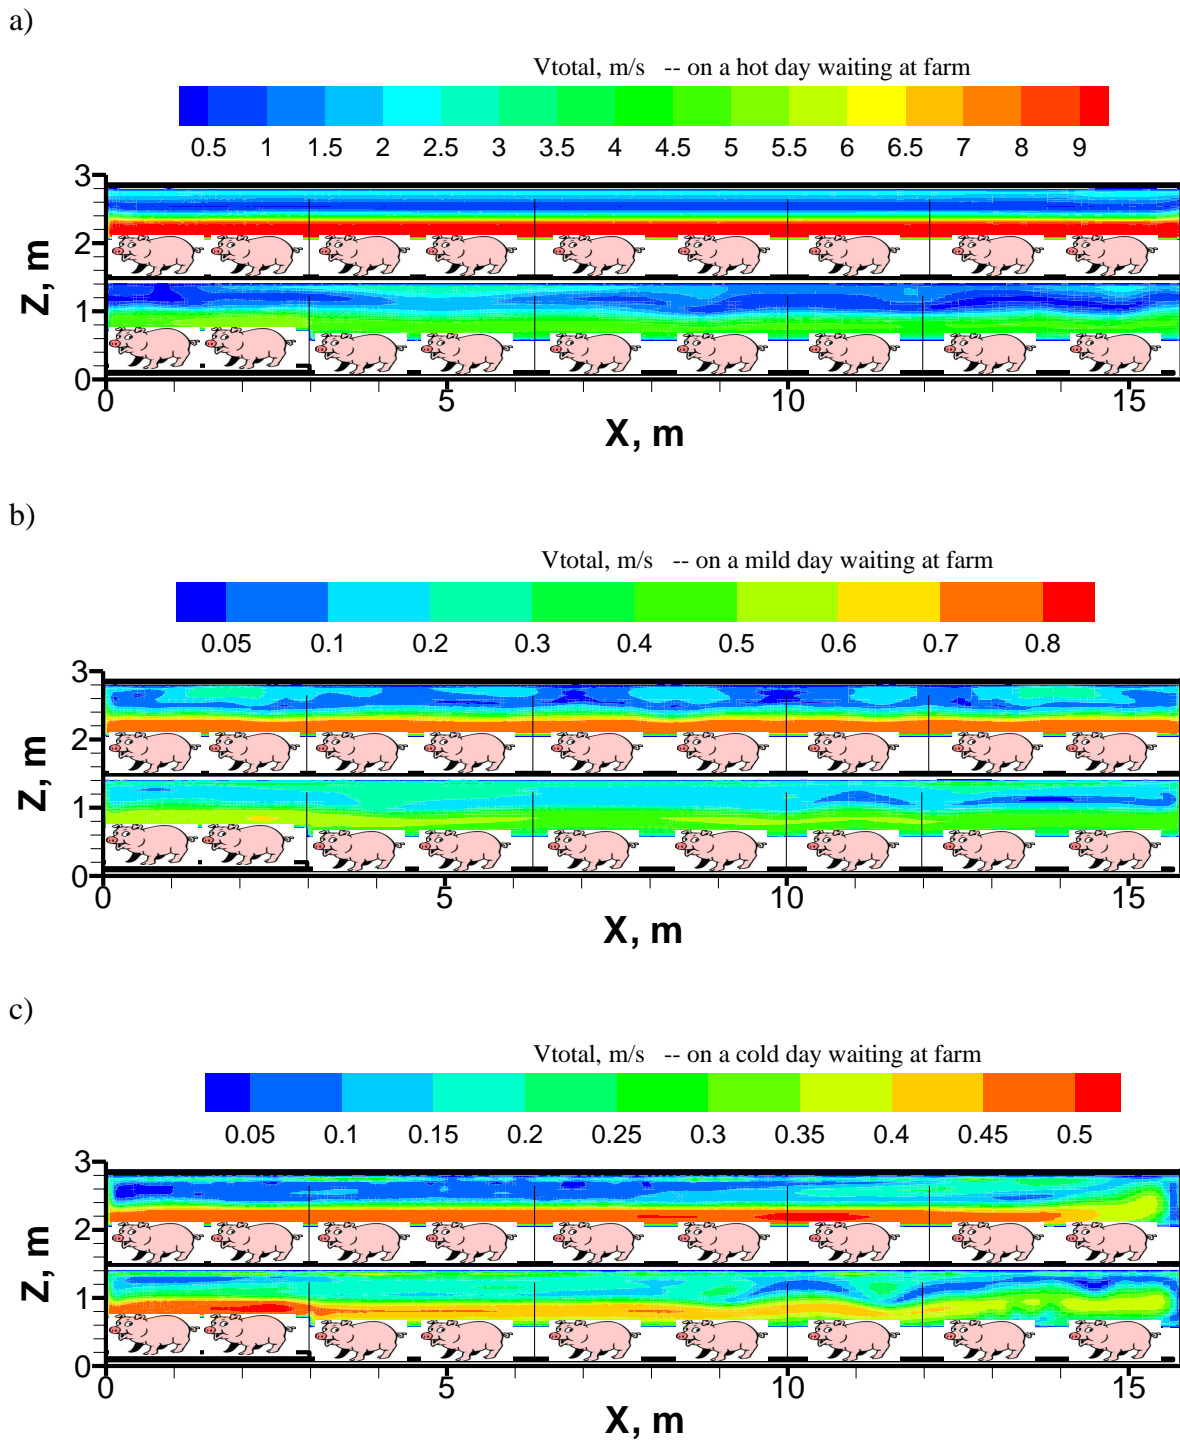 a)
Vtotal, m/s -- on a hot day waiting at farm
0.5 1 1.5 2 2.5 3 3.5 4 4.5 5 5.5 6 6.5 7 8 9
3
2
1
0
Z, m
0 5 10 15
X, m
b)
Vtotal, m/s -- on a mild day waiting at farm
0.05 0.1 0.2 0.3 0.4 0.5 0.6 0.7 0.8
3
2
1
0
Z, m
0 5 10 15
X, m
c)
Vtotal, m/s -- on a cold day waiting at farm
0.05 0.1 0.15 0.2 0.25 0.3 0.35 0.4 0.45 0.5
3
2
1
0
Z, m
0 5 10 15
X, m